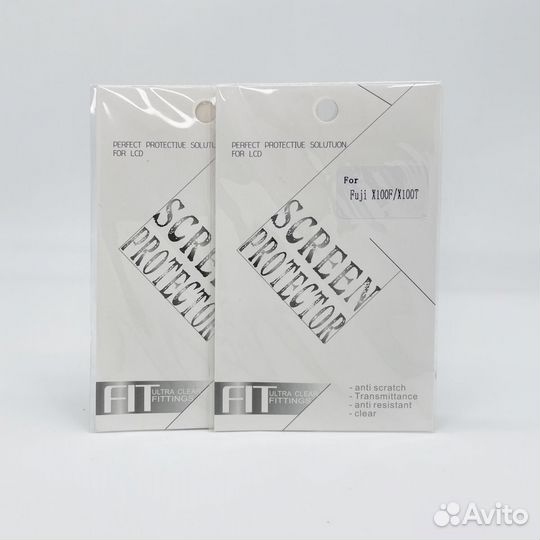 PERFECT PROTECTIVE SOLUTUON
FOR LCD
SCREEN
PROTECTOR
FIT
ULTRA CLEAR
FITTINGS
PERFECT PROTECTIVE SOLUTUON
FOR LCD
For
Fuji X100F/X100T
SCREEN
PROTECTOR
FIT
ULTRA CLEAR
FITTINGS
- anti scratch
- Transmittance
- anti resistant
- clear
Avito